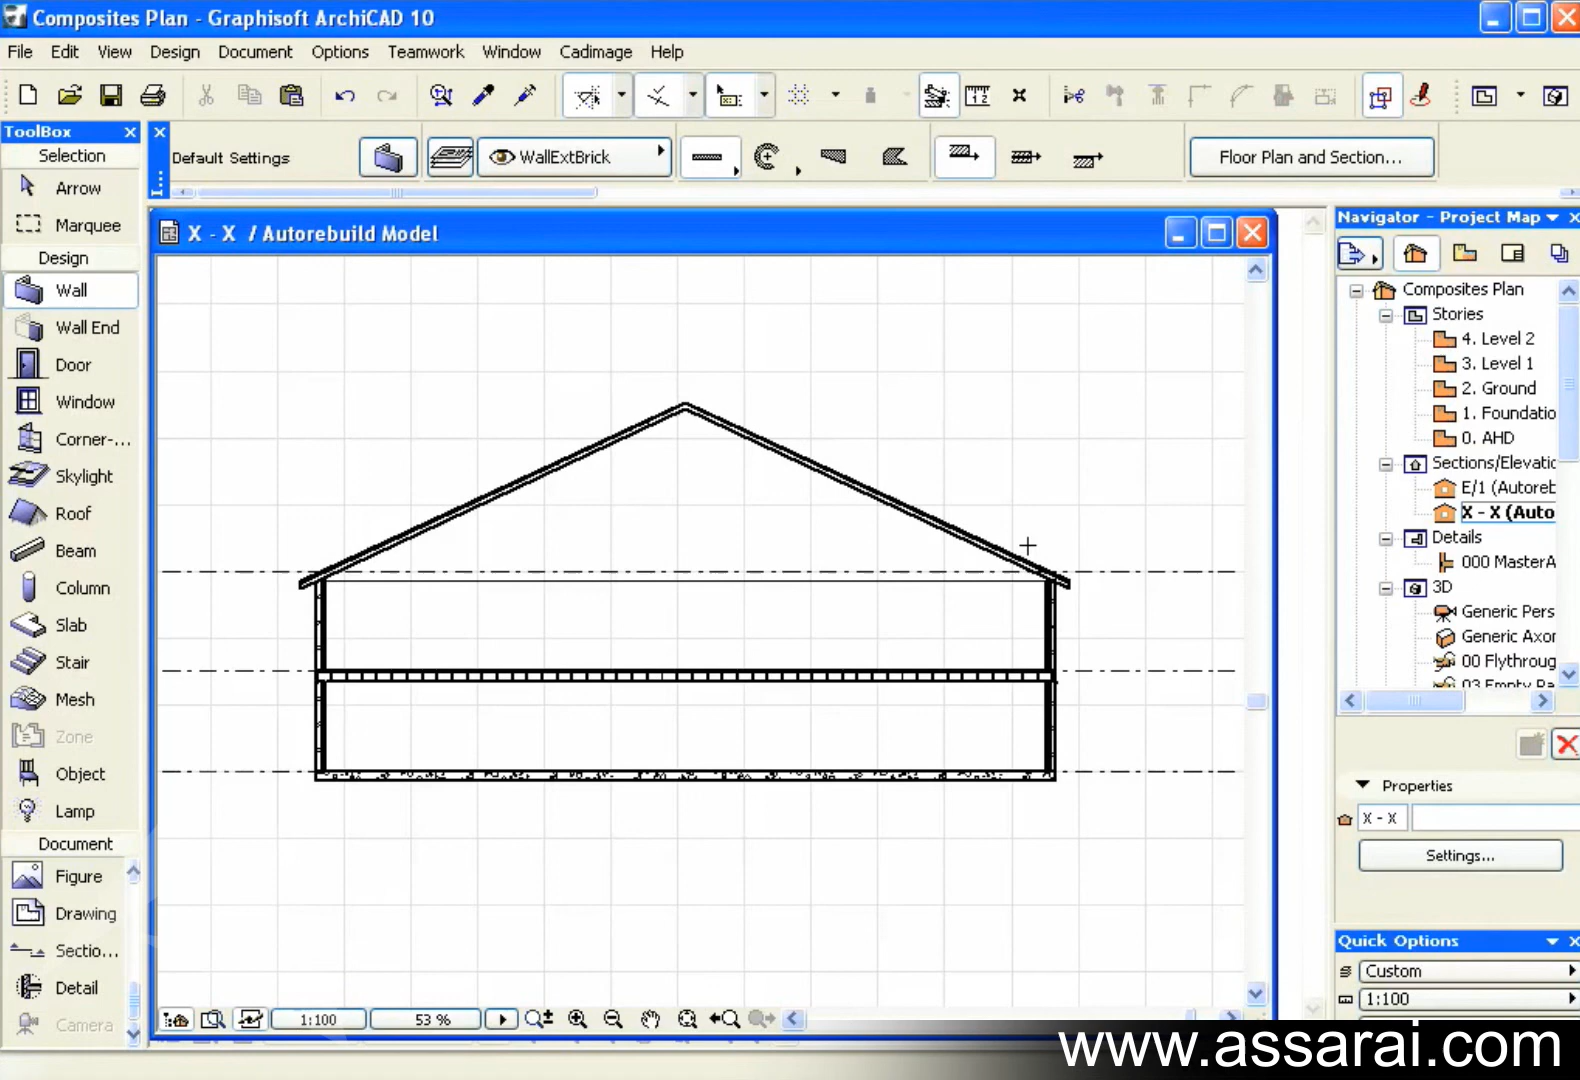 Composites Plan - Graphisoft ArchiCAD 10
File Edit View Design Document Options Teamwork Window Cadimage Help
ToolBox
Selection
Arrow
Marquee
Design
Wall
Wall End
Door
Window
Corner-...
Skylight
Roof
Beam
Column
Slab
Stair
Mesh
Zone
Object
Lamp
Document
Figure
Drawing
Sectio...
Detail
Camera
Default Settings
WallExtBrick
Floor Plan and Section...
X - X / Autorebuild Model
1:100
53 %
Navigator - Project Map
Composites Plan
Stories
4. Level 2
3. Level 1
2. Ground
1. Foundatio
0. AHD
Sections/Elevatic
E/1 (Autoreb
X - X (Auto
Details
000 MasterA
3D
Generic Pers
Generic Axor
00 Flythroug
03 Empty Pa
Properties
X - X
Settings...
Quick Options
Custom
1:100
www.assarai.com